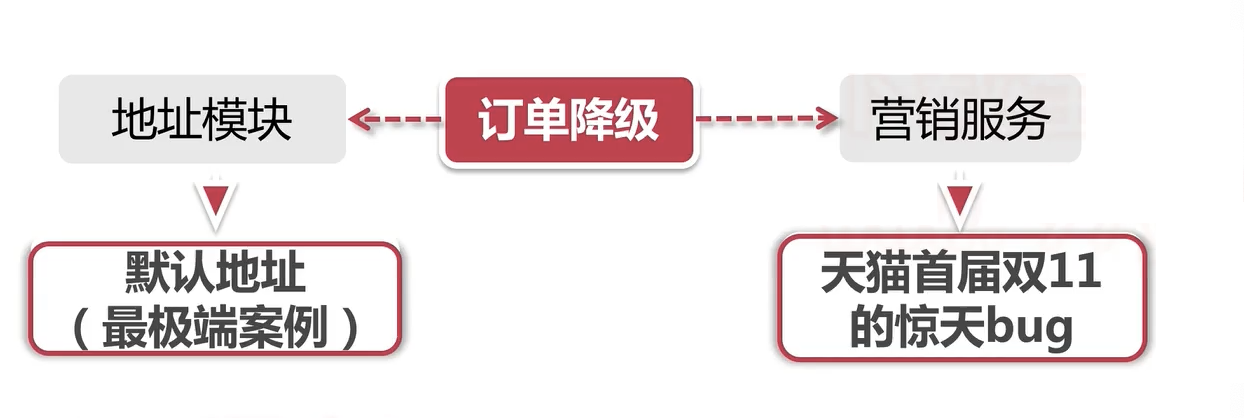 地址模块
订单降级
营销服务
默认地址
（最极端案例）
天猫首届双11
的惊天bug